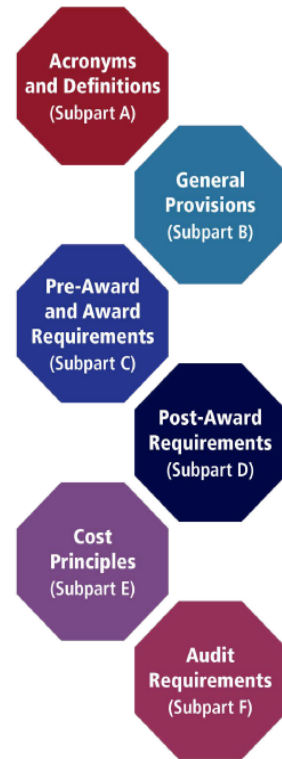 Acronyms
and Definitions
(Subpart A)
General
Provisions
(Subpart B)
Pre-Award
and Award
Requirements
(Subpart C)
Post-Award
Requirements
(Subpart D)
Cost
Principles
(Subpart E)
Audit
Requirements
(Subpart F)